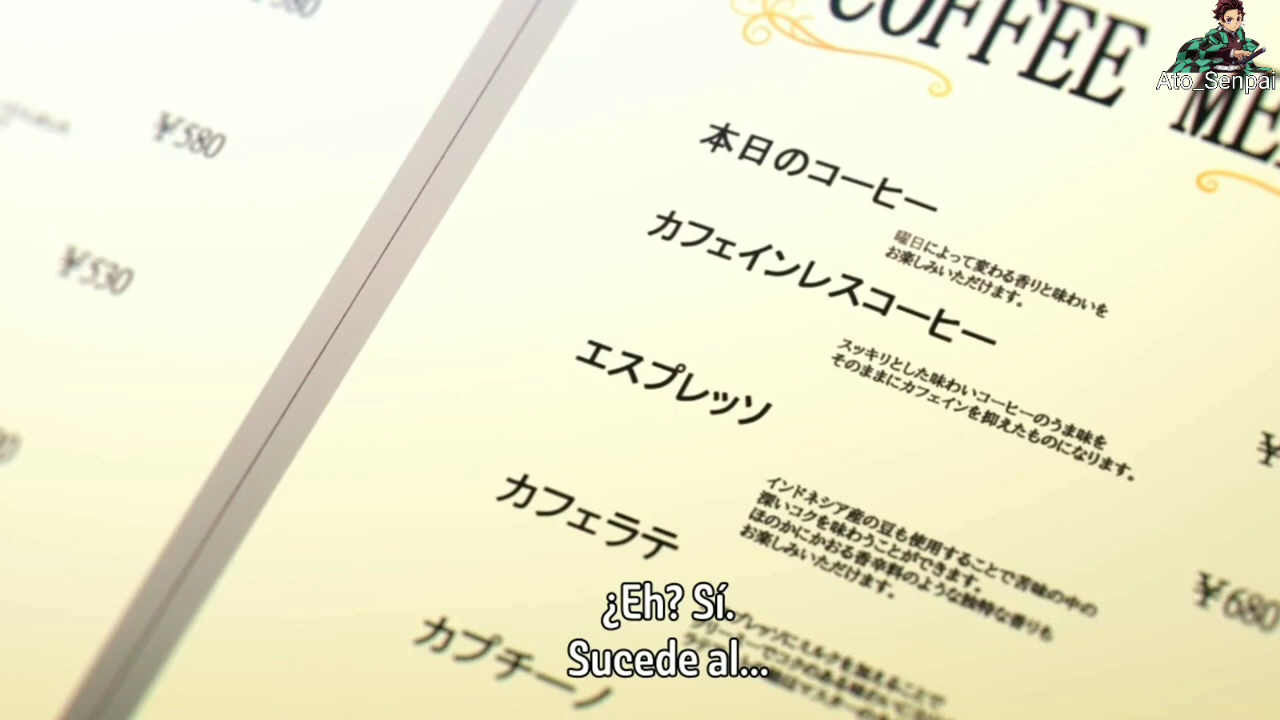 ¥580
¥530
COFFEE
本日のコーヒー
曜日によって変わる香りと味わいを
お楽しみいただけます。
カフェインレスコーヒー
スッキリとした味わいコーヒーのうま味を
そのままにカフェインを抑えたものになります。
エスプレッソ
インドネシア産の豆も使用することで苦味の中の
深いコクを味わうことができます。
ほのかにかおる香辛料のような独特な香りも
お楽しみいただけます。
カフェラテ
¥680
カプチーノ
¿Eh? Sí.
Sucede al...
Ato_Senpai